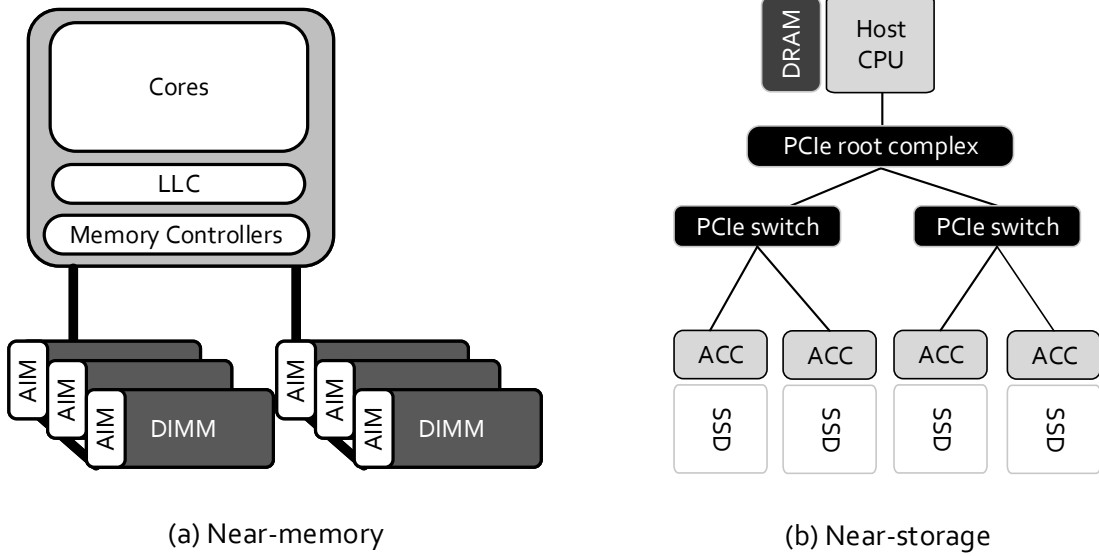 Cores
LLC
Memory Controllers
AIM
AIM
AIM
DIMM
AIM
AIM
AIM
DIMM
(a) Near-memory
DRAM
Host
CPU
PCIe root complex
PCIe switch
PCIe switch
ACC
ACC
ACC
ACC
SSD
SSD
SSD
SSD
(b) Near-storage